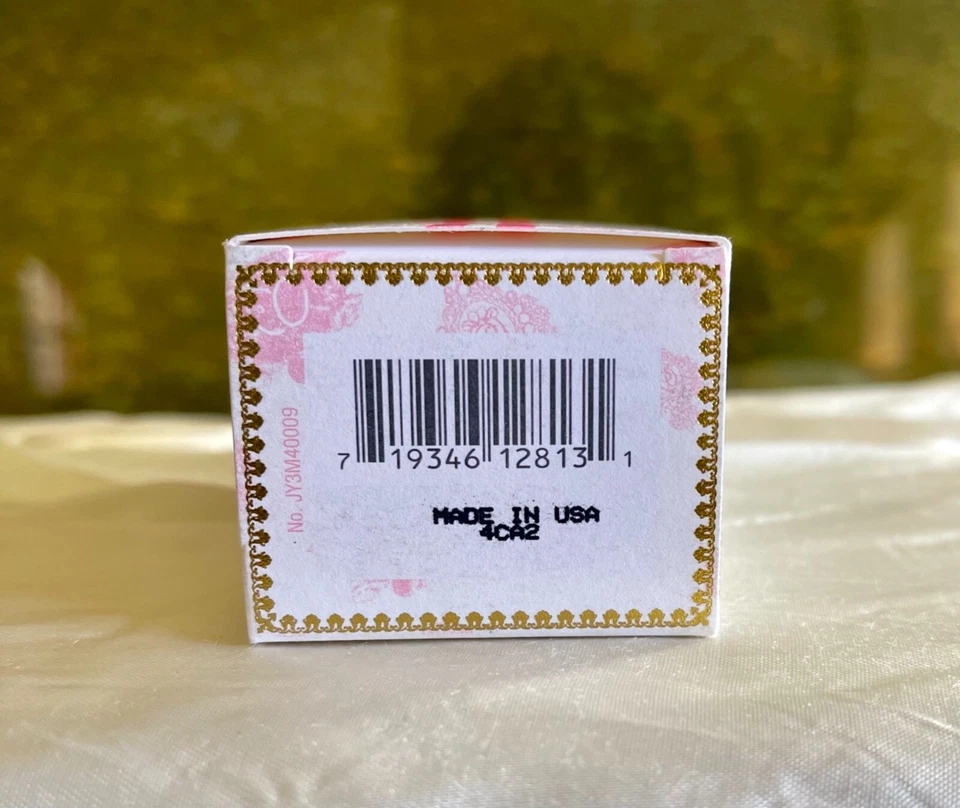 No. JY3M40009
7 19346 12813 1
MADE IN USA
4CA2